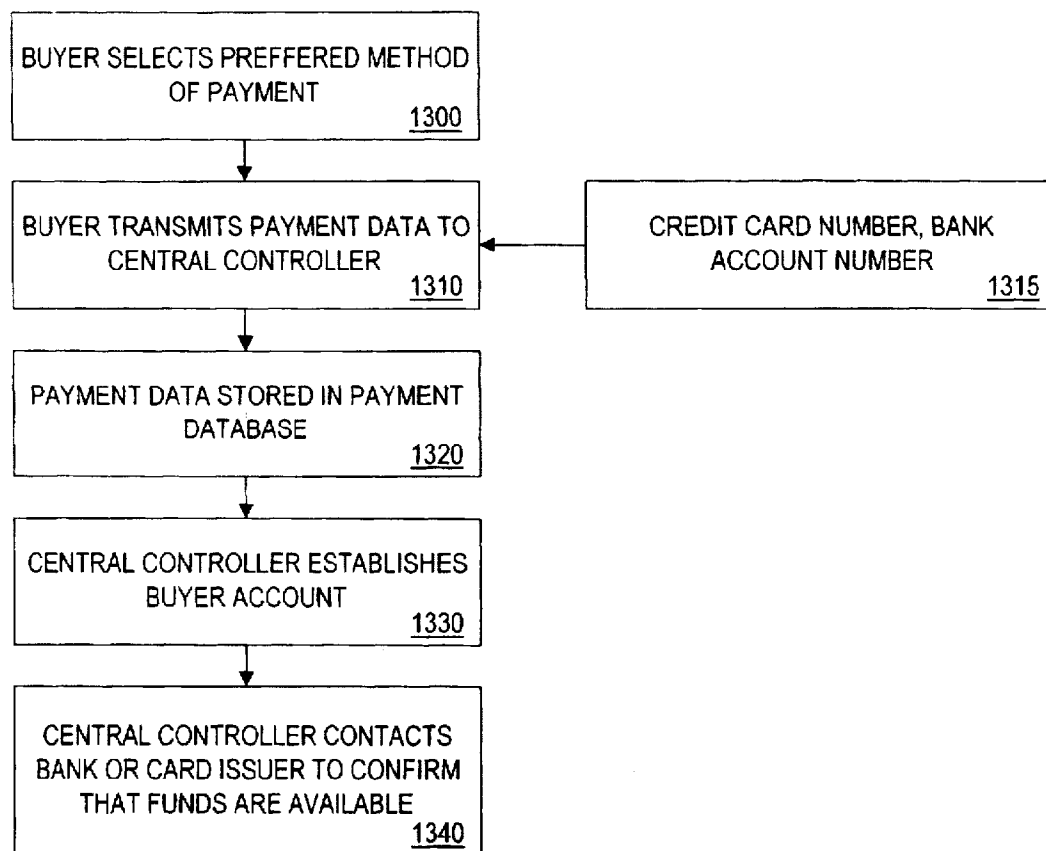 BUYER SELECTS PREFFERED METHOD
OF PAYMENT
1300
BUYER TRANSMITS PAYMENT DATA TO
CENTRAL CONTROLLER
1310
CREDIT CARD NUMBER, BANK
ACCOUNT NUMBER
1315
PAYMENT DATA STORED IN PAYMENT
DATABASE
1320
CENTRAL CONTROLLER ESTABLISHES
BUYER ACCOUNT
1330
CENTRAL CONTROLLER CONTACTS
BANK OR CARD ISSUER TO CONFIRM
THAT FUNDS ARE AVAILABLE
1340